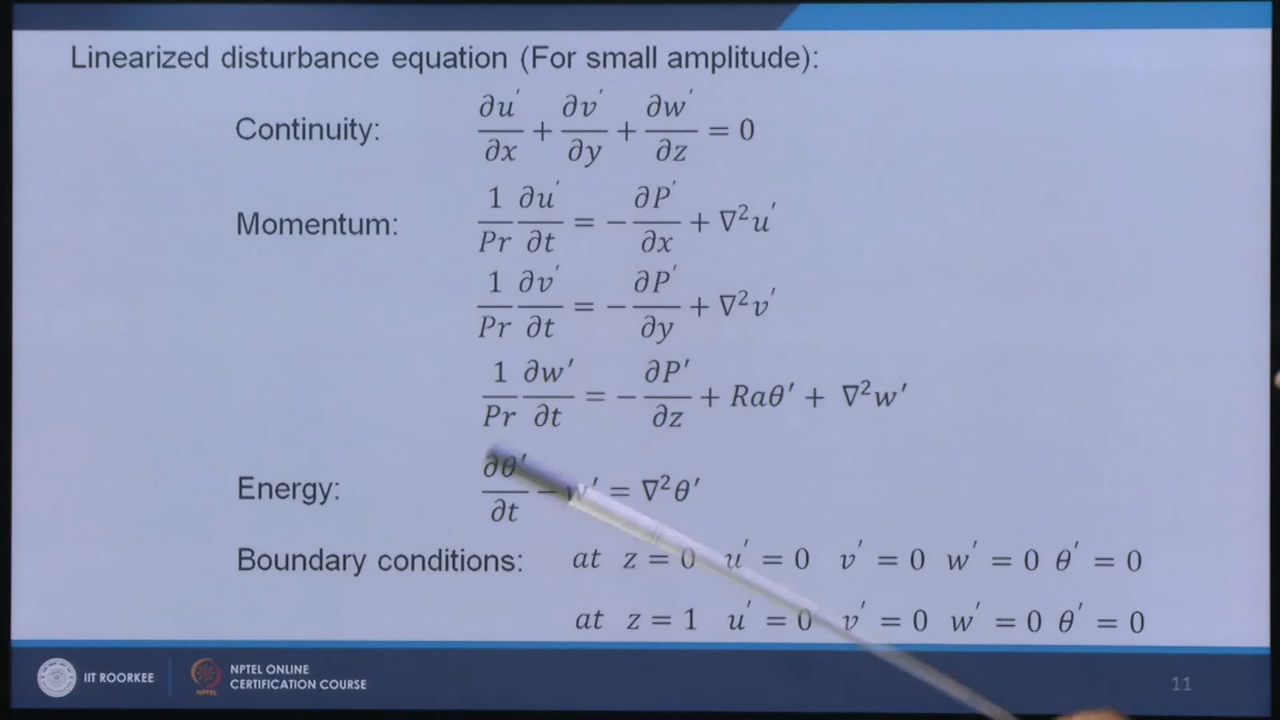 Linearized disturbance equation (For small amplitude):
Continuity: ∂u′/∂x + ∂v′/∂y + ∂w′/∂z = 0
Momentum: 1/Pr ∂u′/∂t = −∂P′/∂x + ∇²u′
1/Pr ∂v′/∂t = −∂P′/∂y + ∇²v′
1/Pr ∂w′/∂t = −∂P′/∂z + Raθ′ + ∇²w′
Energy: ∂θ′/∂t − w′ = ∇²θ′
Boundary conditions: at z = 0 u′ = 0 v′ = 0 w′ = 0 θ′ = 0
at z = 1 u′ = 0 v′ = 0 w′ = 0 θ′ = 0
IIT ROORKEE
NPTEL
NPTEL ONLINE
CERTIFICATION COURSE
11